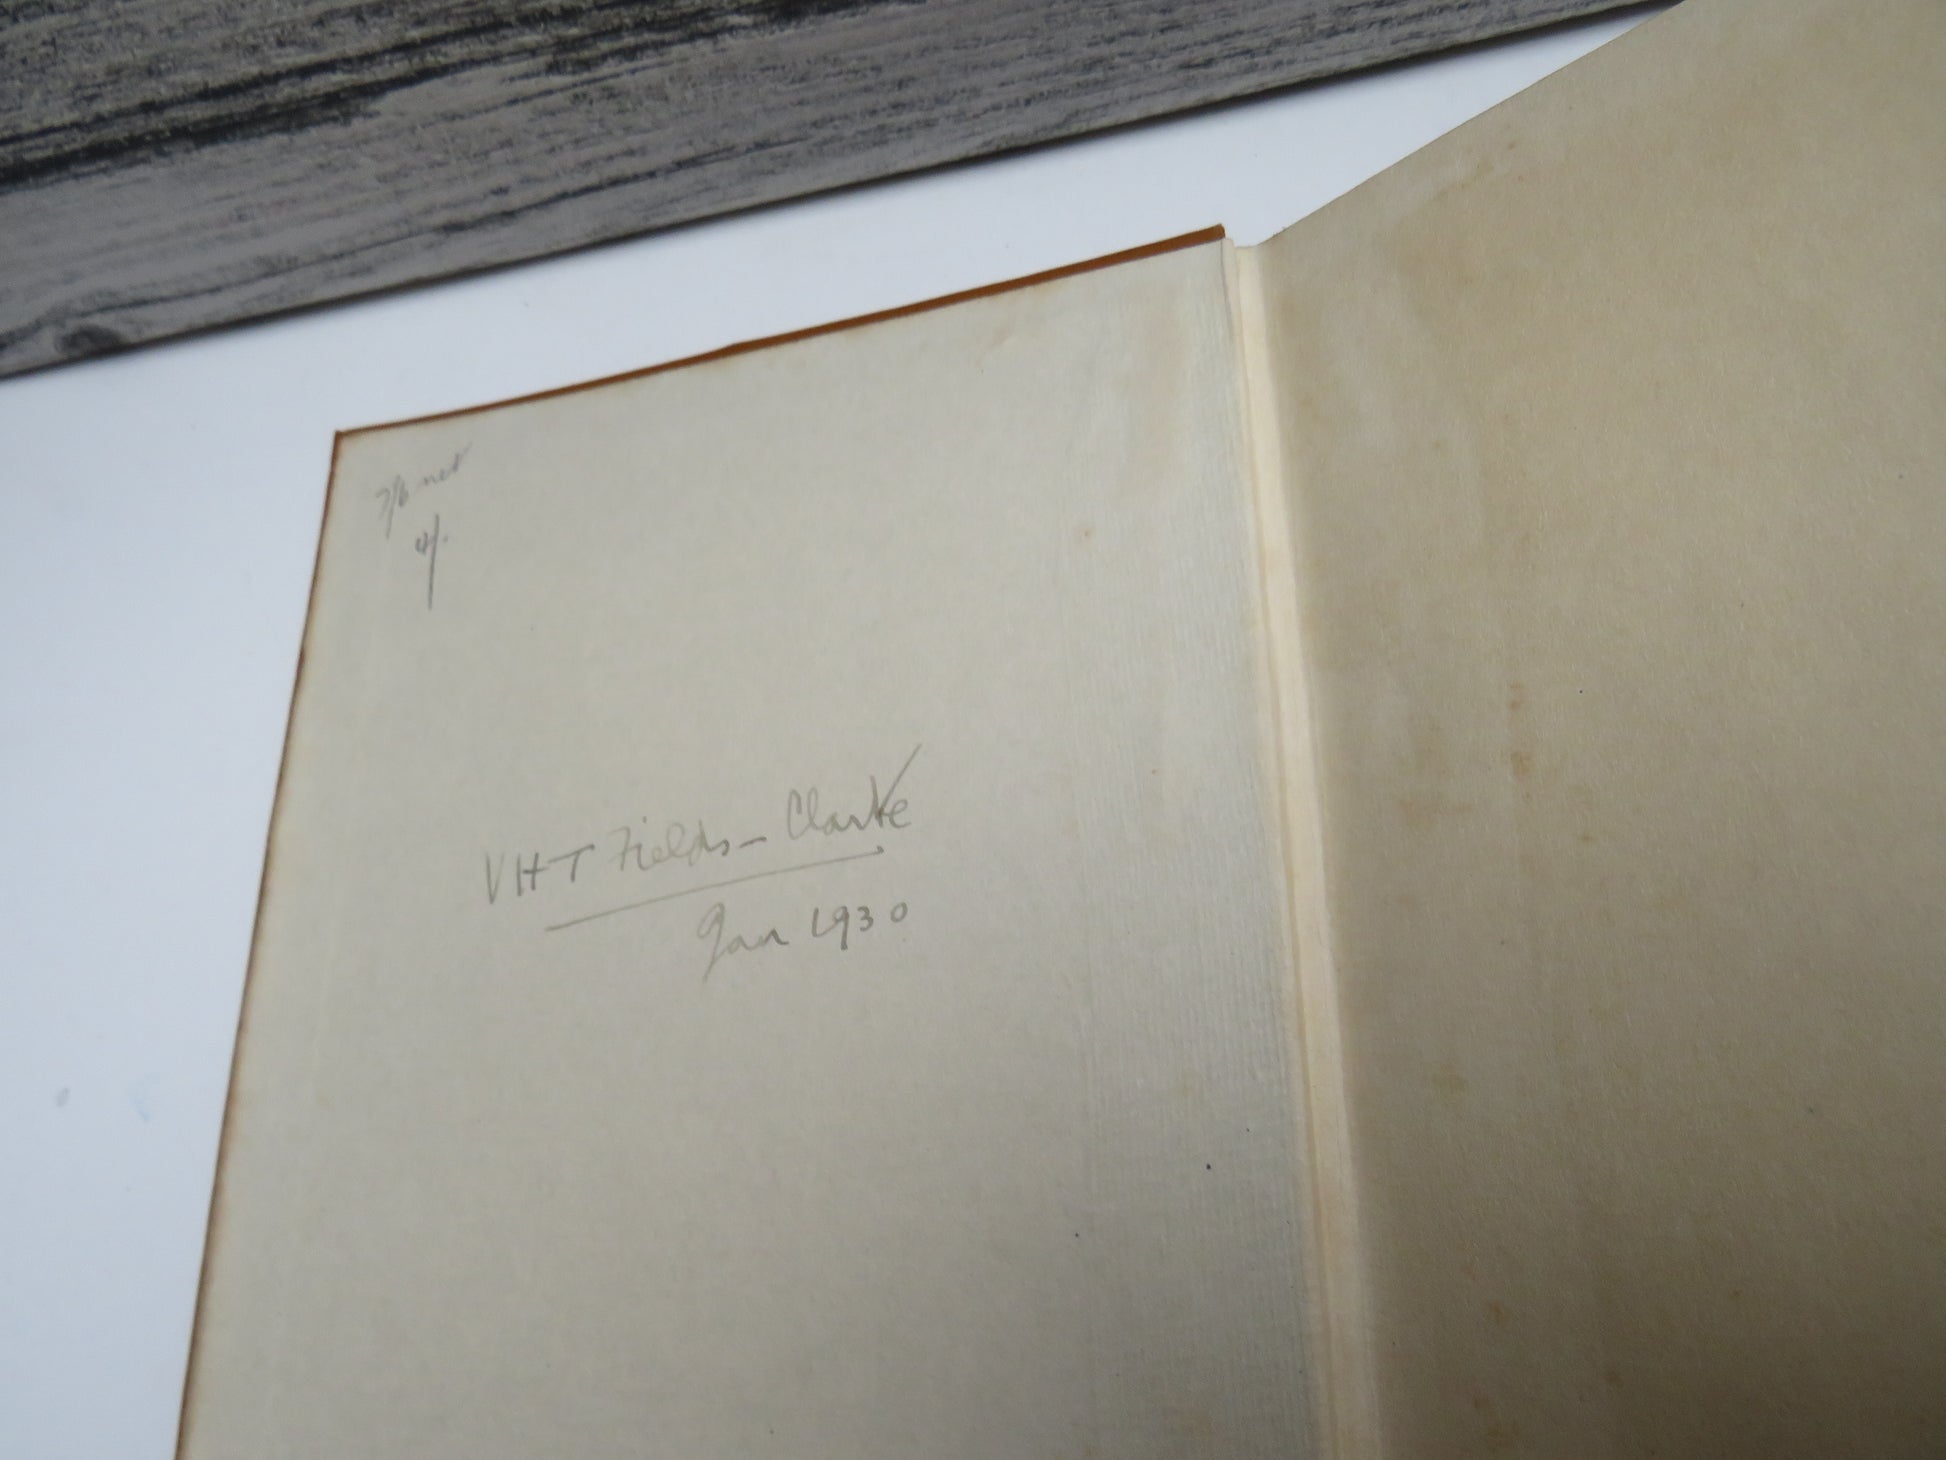 7/6 net
4/-
VHT Fields-Clarke
Jan 1930